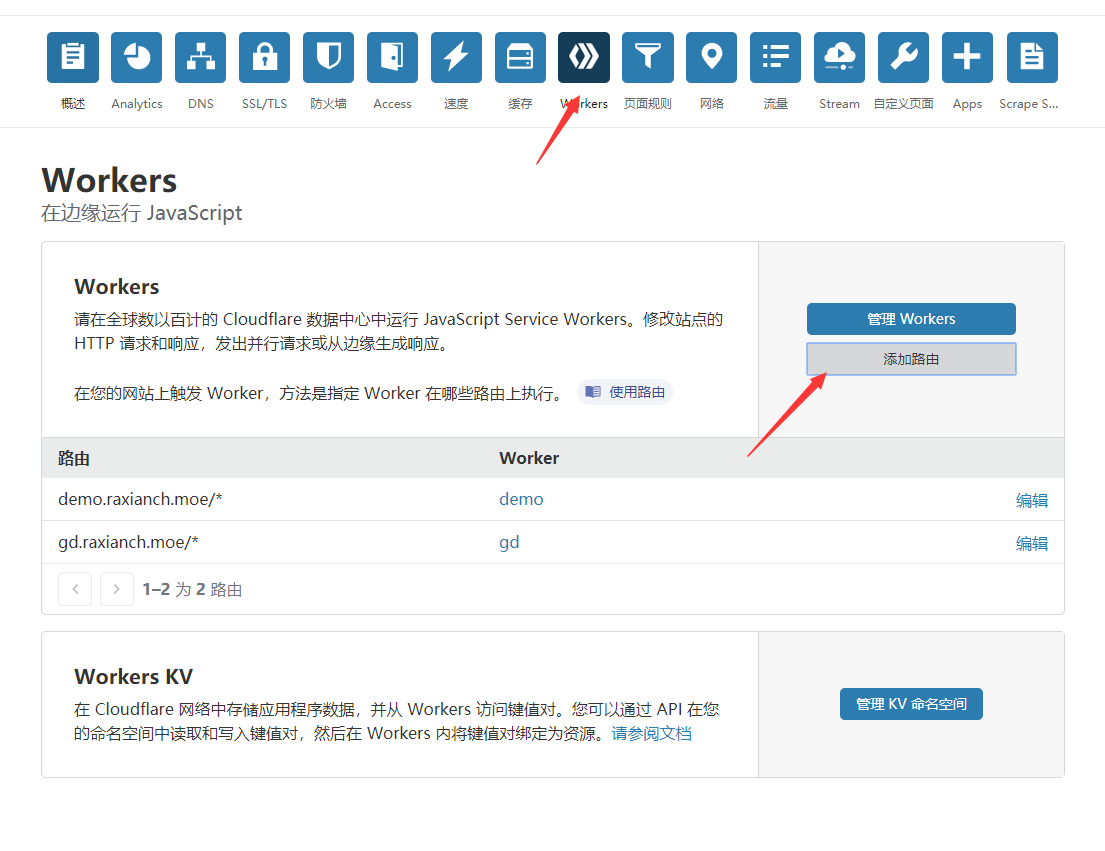 概述
Analytics
DNS
SSL/TLS
防火墙
Access
速度
缓存
Workers
页面规则
网络
流量
Stream
自定义页面
Apps
Scrape S...
Workers
在边缘运行 JavaScript
Workers
请在全球数以百计的 Cloudflare 数据中心中运行 JavaScript Service Workers。修改站点的
HTTP 请求和响应，发出并行请求或从边缘生成响应。
在您的网站上触发 Worker，方法是指定 Worker 在哪些路由上执行。 使用路由
管理 Workers
添加路由
路由 Worker
demo.raxianch.moe/* demo 编辑
gd.raxianch.moe/* gd 编辑
1–2 为 2 路由
Workers KV
在 Cloudflare 网络中存储应用程序数据，并从 Workers 访问键值对。您可以通过 API 在您
的命名空间中读取和写入键值对，然后在 Workers 内将键值对绑定为资源。请参阅文档
管理 KV 命名空间